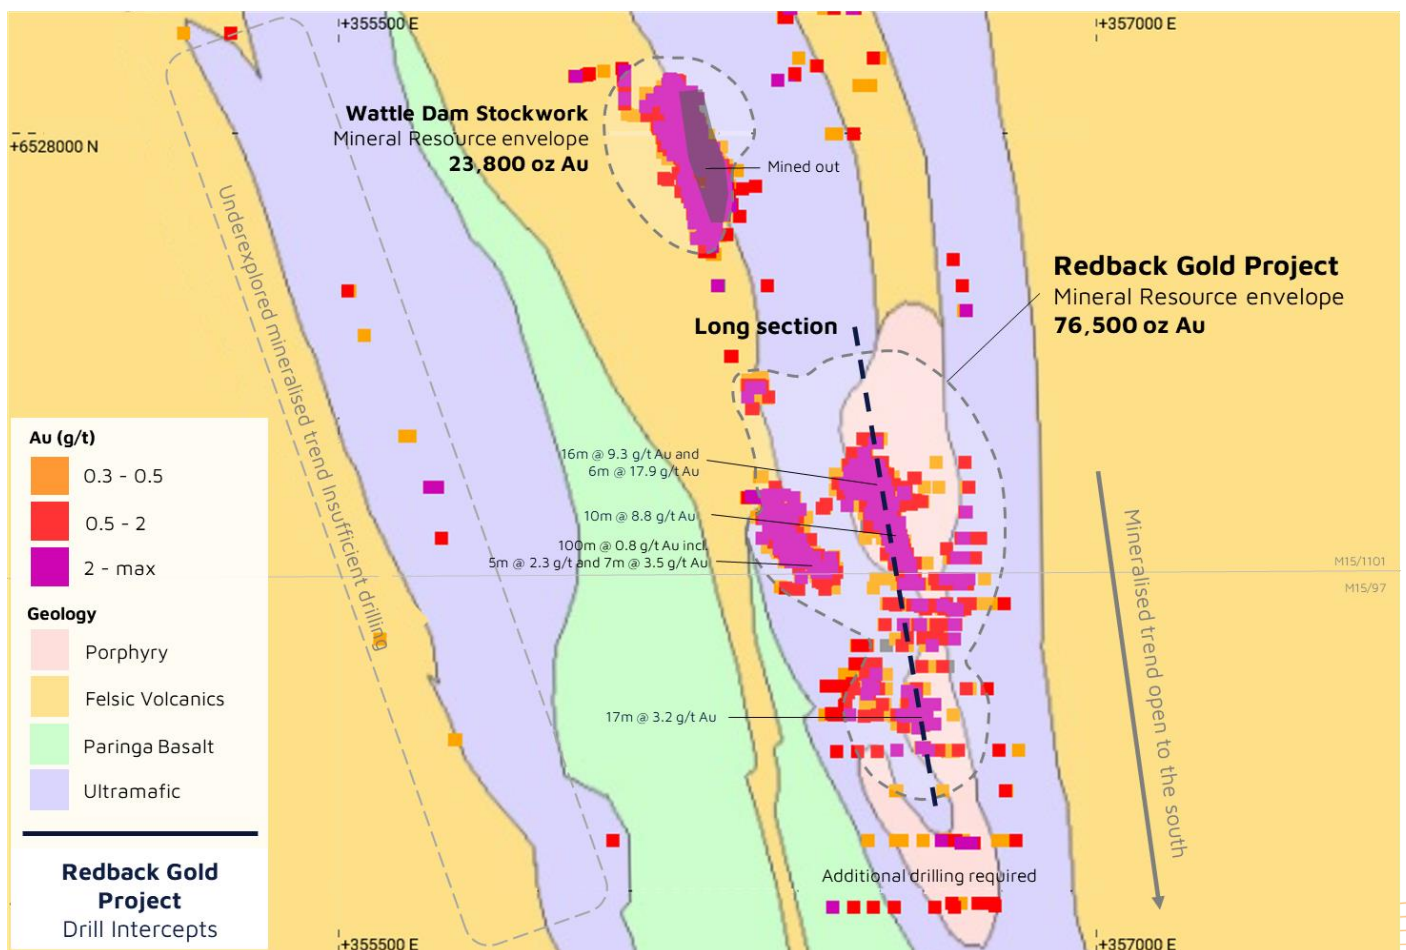 +355500 E
+357000 E
+6528000 N
Wattle Dam Stockwork
Mineral Resource envelope
23,800 oz Au
Mined out
Underexplored mineralised trend Insufficient drilling
Redback Gold Project
Mineral Resource envelope
76,500 oz Au
Long section
16m @ 9.3 g/t Au and
6m @ 17.9 g/t Au
10m @ 8.8 g/t Au
100m @ 0.8 g/t Au incl.
5m @ 2.3 g/t and 7m @ 3.5 g/t Au
17m @ 3.2 g/t Au
M15/1101
M15/97
Mineralised trend open to the south
Additional drilling required
Au (g/t)
0.3 - 0.5
0.5 - 2
2 - max
Geology
Porphyry
Felsic Volcanics
Paringa Basalt
Ultramafic
Redback Gold
Project
Drill Intercepts
+355500 E
+357000 E